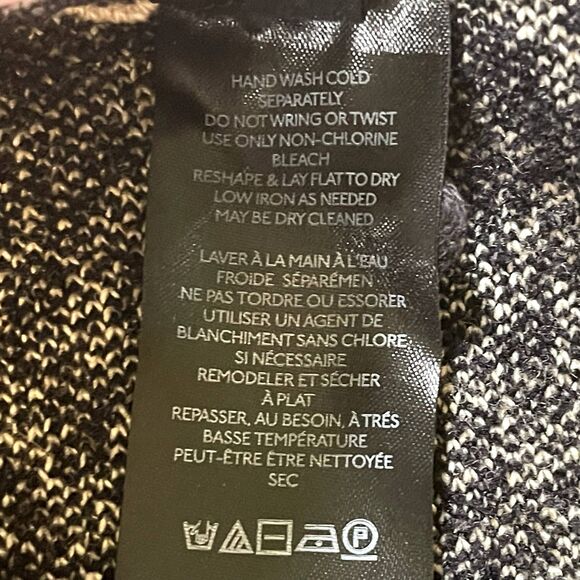 HAND WASH COLD
SEPARATELY
DO NOT WRING OR TWIST
USE ONLY NON-CHLORINE
BLEACH
RESHAPE & LAY FLAT TO DRY
LOW IRON AS NEEDED
MAY BE DRY CLEANED
LAVER À LA MAIN À L'EAU
FROIDE SÉPARÉMEN
NE PAS TORDRE OU ESSORER
UTILISER UN AGENT DE
BLANCHIMENT SANS CHLORE
SI NÉCESSAIRE
REMODELER ET SÉCHER
À PLAT
REPASSER, AU BESOIN, À TRÉS
BASSE TEMPÉRATURE
PEUT-ÊTRE ÊTRE NETTOYÉE
SEC
P